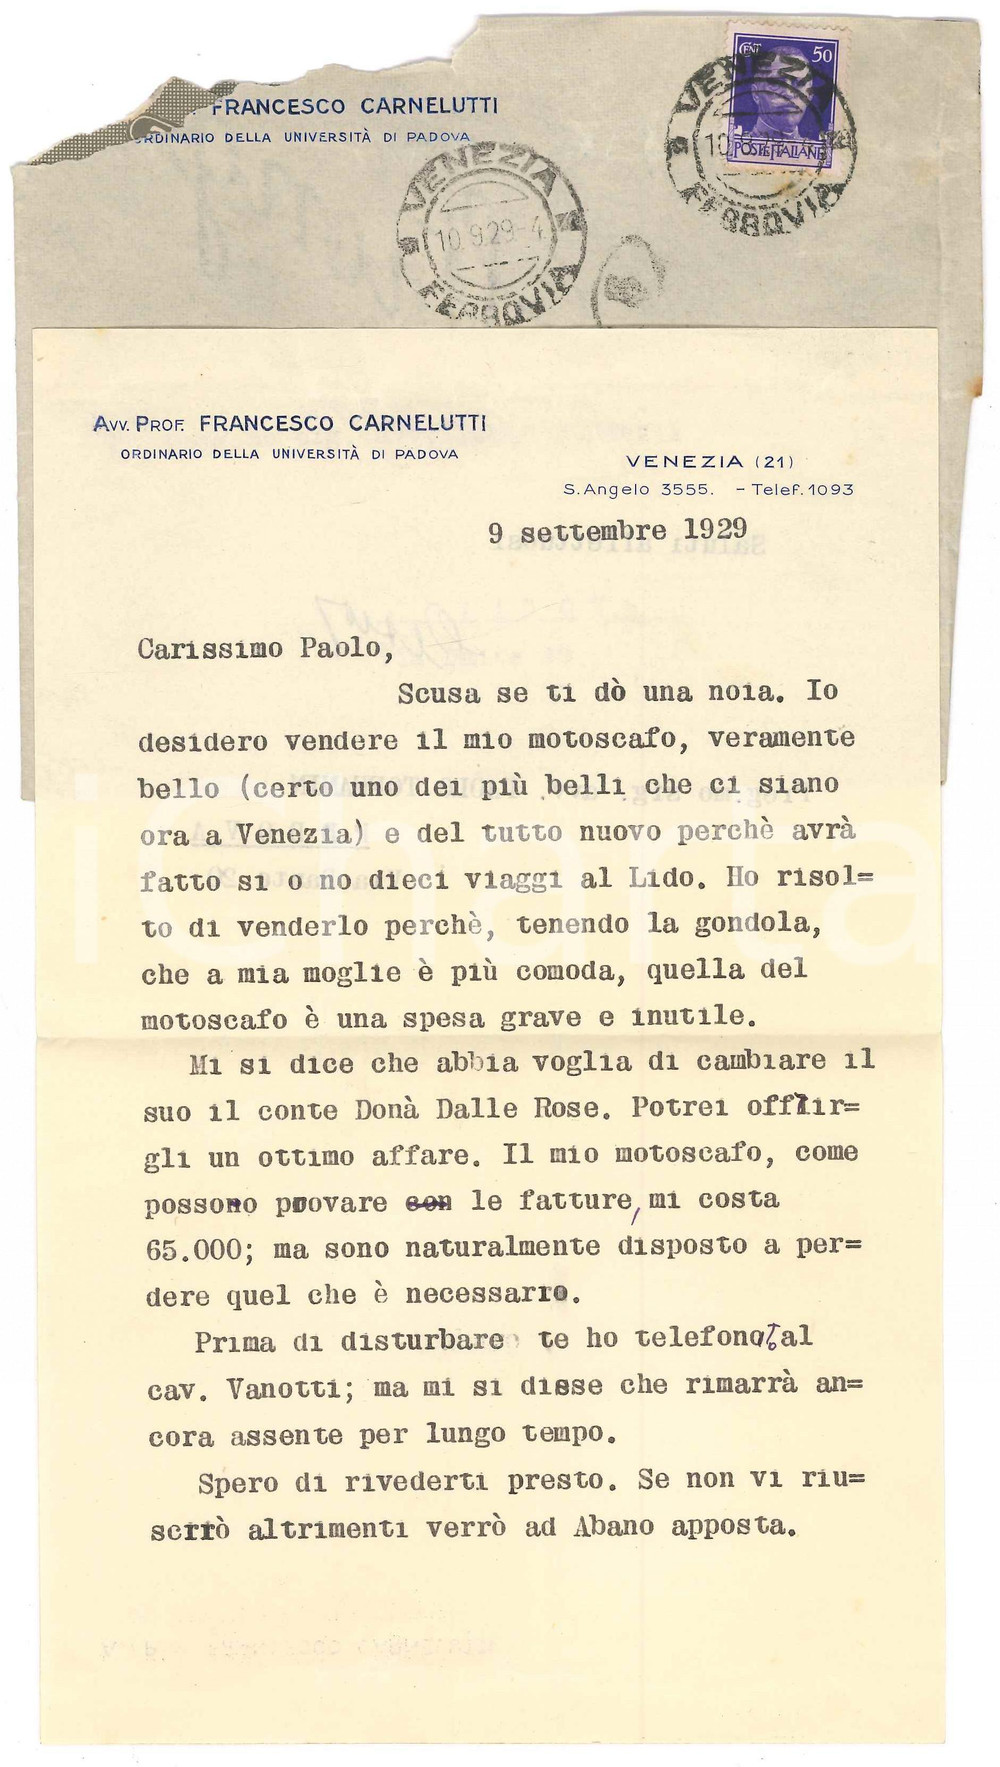 FRANCESCO CARNELUTTI
ORDINARIO DELLA UNIVERSITÀ DI PADOVA
CENT 50
POSTE ITALIANE
VENEZIA
10
FERROVIA
VENEZIA
10.9.29-4
FERROVIA
AVV. PROF. FRANCESCO CARNELUTTI
ORDINARIO DELLA UNIVERSITÀ DI PADOVA
VENEZIA (21)
S. Angelo 3555. - Telef. 1093
9 settembre 1929
Carissimo Paolo,
Scusa se ti dò una noia. Io
desidero vendere il mio motoscafo, veramente
bello (certo uno dei più belli che ci siano
ora a Venezia) e del tutto nuovo perchè avrà
fatto si o no dieci viaggi al Lido. Ho risol=
to di venderlo perchè, tenendo la gondola,
che a mia moglie è più comoda, quella del
motoscafo è una spesa grave e inutile.
Mi si dice che abbia voglia di cambiare il
suo il conte Donà Dalle Rose. Potrei offrir=
gli un ottimo affare. Il mio motoscafo, come
possono provare con le fatture, mi costa
65.000; ma sono naturalmente disposto a per=
dere quel che è necessario.
Prima di disturbare te ho telefonato al
cav. Vanotti; ma mi si disse che rimarrà an=
cora assente per lungo tempo.
Spero di rivederti presto. Se non vi riu=
scirò altrimenti verrò ad Abano apposta.